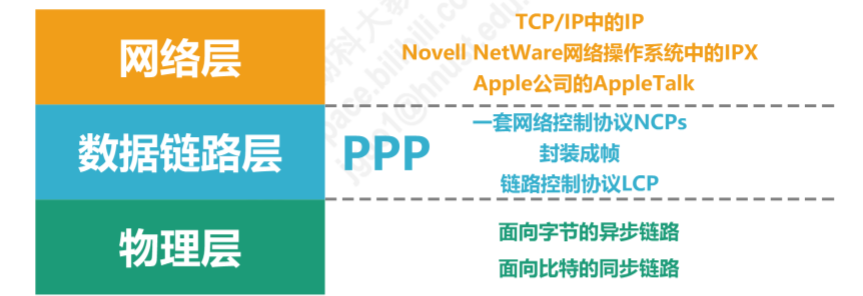 网络层
TCP/IP中的IP
Novell NetWare网络操作系统中的IPX
Apple公司的AppleTalk
数据链路层
PPP
一套网络控制协议NCPs
封装成帧
链路控制协议LCP
物理层
面向字节的异步链路
面向比特的同步链路